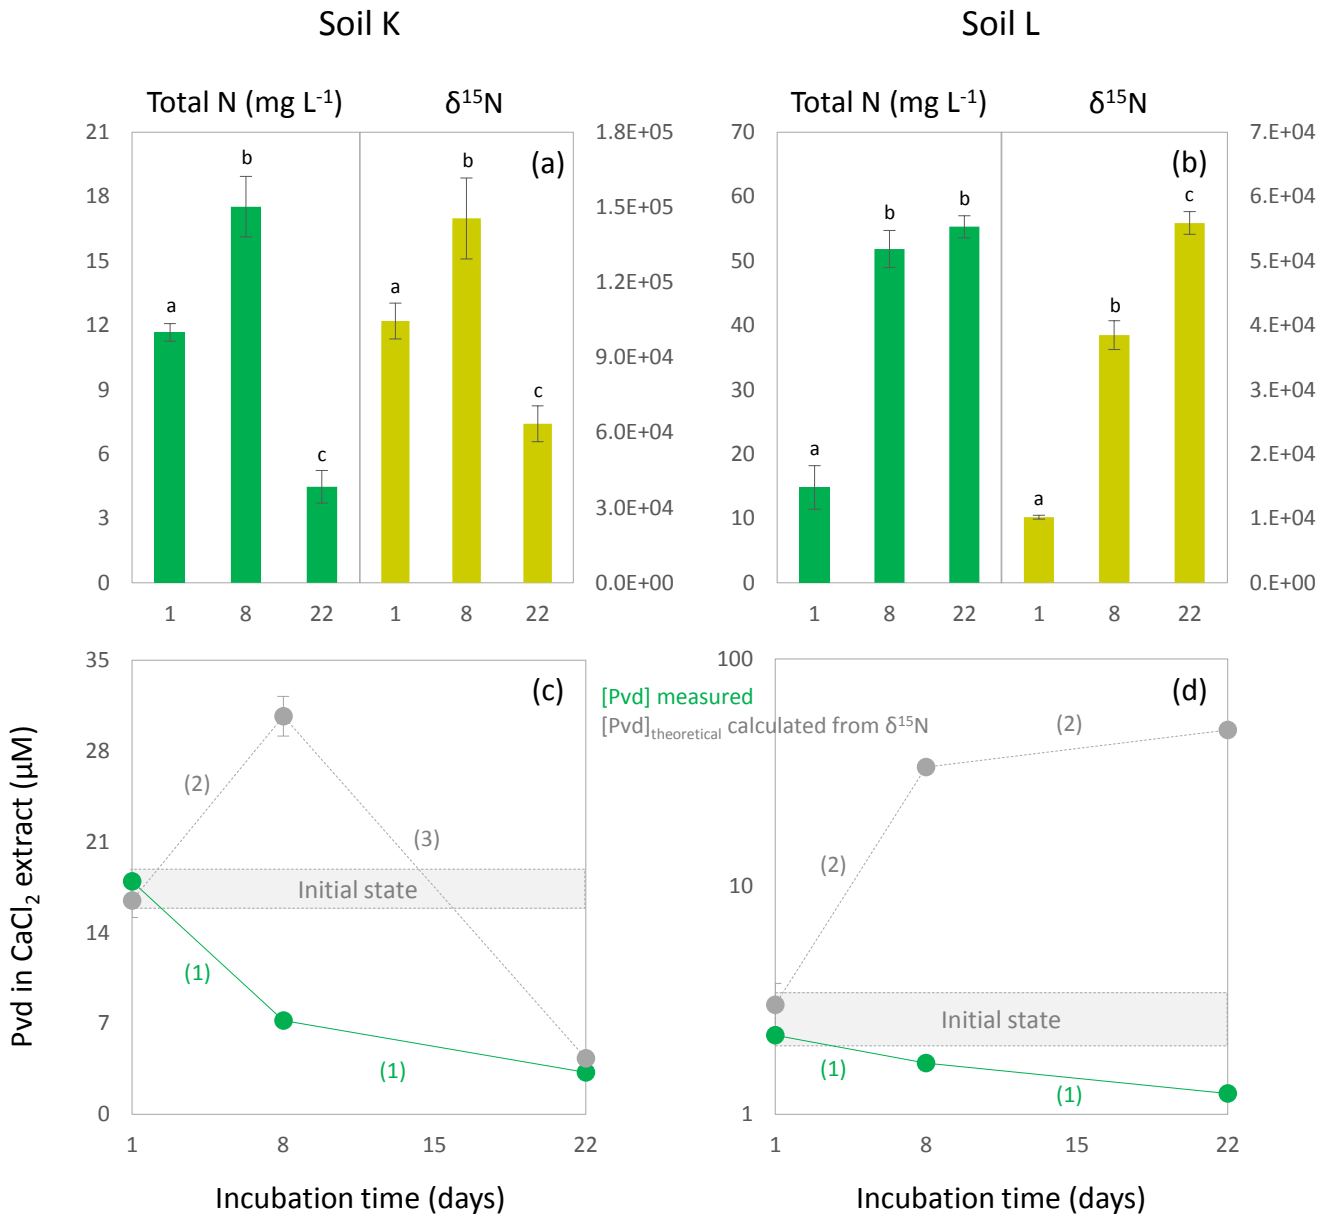 Soil K
Soil L
Total N (mg L⁻¹)
δ¹⁵N
Total N (mg L⁻¹)
δ¹⁵N
21
18
15
12
9
6
3
0
a
b
c
a
b
c
(a)
1.8E+05
1.5E+05
1.2E+05
9.0E+04
6.0E+04
3.0E+04
0.0E+00
1
8
22
1
8
22
70
60
50
40
30
20
10
0
a
b
b
a
b
c
(b)
7.E+04
6.E+04
5.E+04
4.E+04
3.E+04
2.E+04
1.E+04
0.E+00
1
8
22
1
8
22
Pvd in CaCl₂ extract (µM)
35
28
21
14
7
0
(c)
(2)
(3)
Initial state
(1)
(1)
1
8
15
22
Incubation time (days)
[Pvd] measured
[Pvd]theoretical calculated from δ¹⁵N
100
10
1
(d)
(2)
(2)
Initial state
(1)
(1)
1
8
15
22
Incubation time (days)